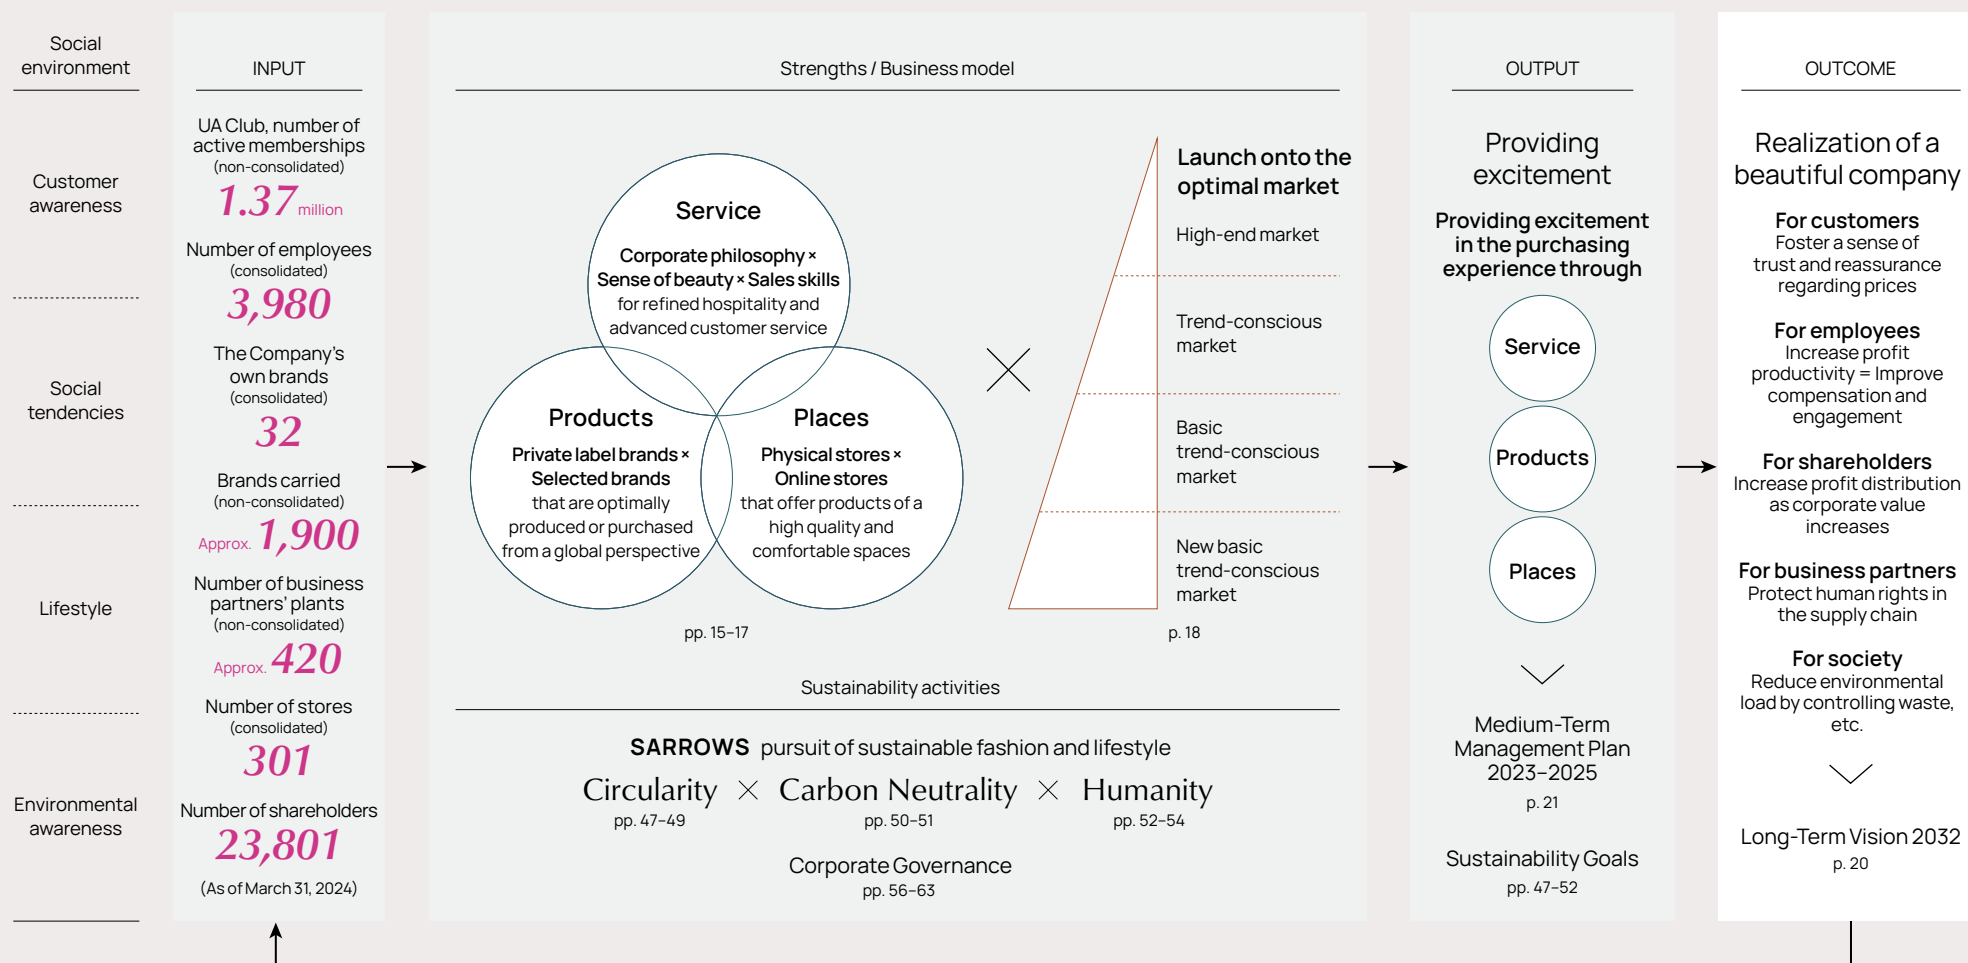 Social
environment
Customer
awareness
Social
tendencies
Lifestyle
Environmental
awareness
INPUT
UA Club, number of
active memberships
(non-consolidated)
1.37 million
Number of employees
(consolidated)
3,980
The Company's
own brands
(consolidated)
32
Brands carried
(non-consolidated)
Approx. 1,900
Number of business
partners' plants
(non-consolidated)
Approx. 420
Number of stores
(consolidated)
301
Number of shareholders
23,801
(As of March 31, 2024)
Strengths / Business model
Service
Corporate philosophy ×
Sense of beauty × Sales skills
for refined hospitality and
advanced customer service
Products
Private label brands ×
Selected brands
that are optimally
produced or purchased
from a global perspective
Places
Physical stores ×
Online stores
that offer products of a
high quality and
comfortable spaces
pp. 15–17
×
Launch onto the
optimal market
High-end market
Trend-conscious
market
Basic
trend-conscious
market
New basic
trend-conscious
market
p. 18
Sustainability activities
SARROWS pursuit of sustainable fashion and lifestyle
Circularity × Carbon Neutrality × Humanity
pp. 47–49 pp. 50–51 pp. 52–54
Corporate Governance
pp. 56–63
OUTPUT
Providing
excitement
Providing excitement
in the purchasing
experience through
Service
Products
Places
Medium-Term
Management Plan
2023–2025
p. 21
Sustainability Goals
pp. 47–52
OUTCOME
Realization of a
beautiful company
For customers
Foster a sense of
trust and reassurance
regarding prices
For employees
Increase profit
productivity = Improve
compensation and
engagement
For shareholders
Increase profit distribution
as corporate value
increases
For business partners
Protect human rights in
the supply chain
For society
Reduce environmental
load by controlling waste,
etc.
Long-Term Vision 2032
p. 20